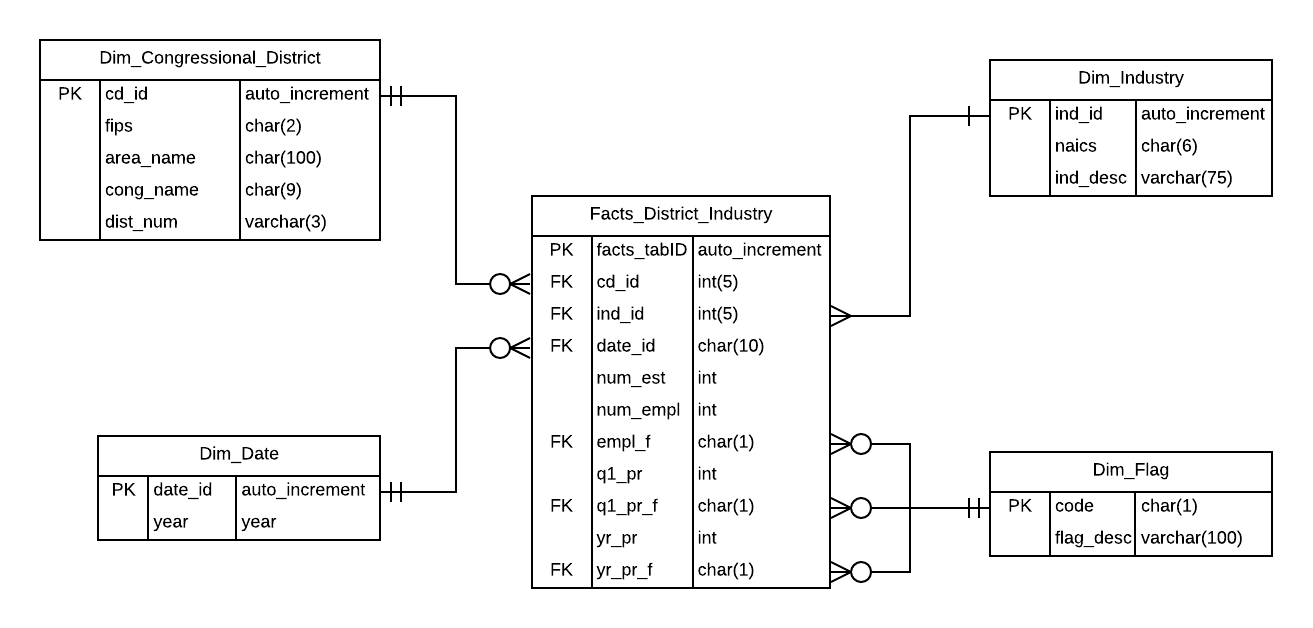 Dim_Congressional_District
PK cd_id auto_increment
fips char(2)
area_name char(100)
cong_name char(9)
dist_num varchar(3)
Dim_Industry
PK ind_id auto_increment
naics char(6)
ind_desc varchar(75)
Facts_District_Industry
PK facts_tabID auto_increment
FK cd_id int(5)
FK ind_id int(5)
FK date_id char(10)
num_est int
num_empl int
FK empl_f char(1)
q1_pr int
FK q1_pr_f char(1)
yr_pr int
FK yr_pr_f char(1)
Dim_Date
PK date_id auto_increment
year year
Dim_Flag
PK code char(1)
flag_desc varchar(100)